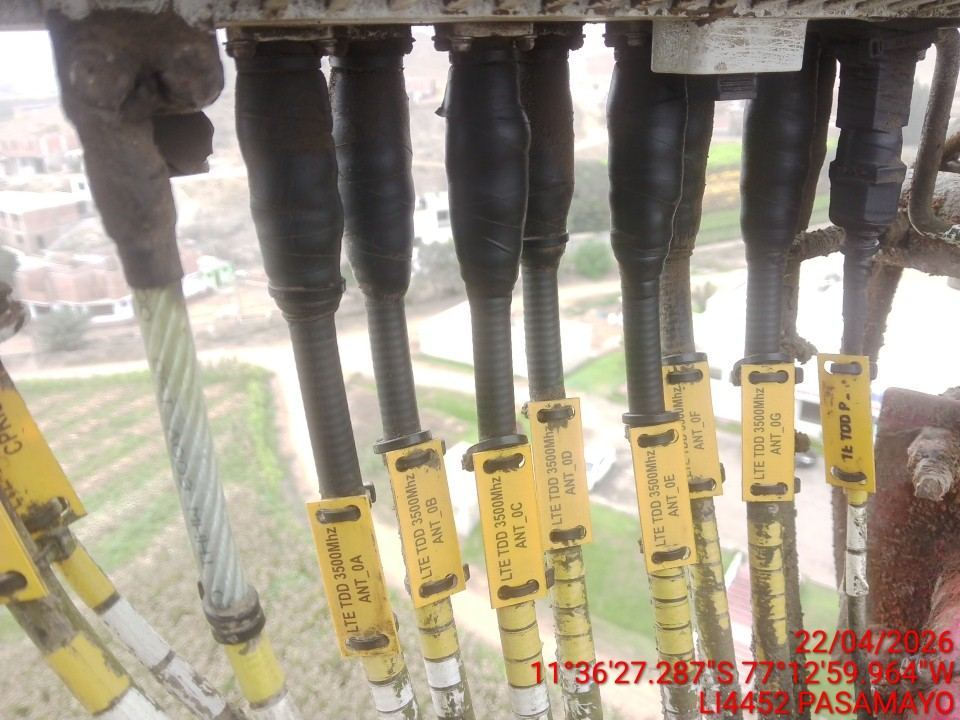 CPRI
LTE TDD 3500Mhz
ANT_0A
LTE TDD 3500Mhz
ANT_0B
LTE TDD 3500Mhz
ANT_0C
LTE TDD 3500Mhz
ANT_0D
LTE TDD 3500Mhz
ANT_0E
LTE TDD 3500Mhz
ANT_0F
LTE TDD 3500Mhz
ANT_0G
TDD
22/04/2026
11°36'27.287"S 77°12'59.964"W
LI4452 PASAMAYO